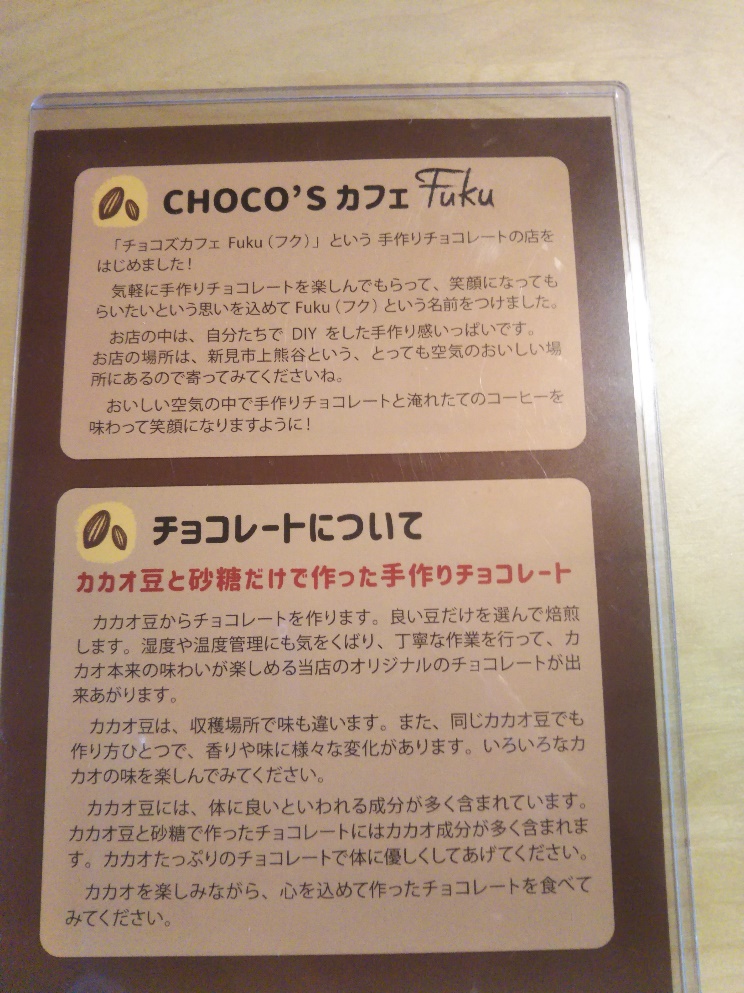 CHOCO'S カフェ Fuku
「チョコズカフェ Fuku(フク)」という 手作りチョコレートの店を
はじめました!
気軽に手作りチョコレートを楽しんでもらって、笑顔になっても
らいたいという思いを込めて Fuku(フク)という名前をつけました。
お店の中は、自分たちで DIY をした手作り感いっぱいです。
お店の場所は、新見市上熊谷という、とっても空気のおいしい場
所にあるので寄ってみてくださいね。
おいしい空気の中で手作りチョコレートと淹れたてのコーヒーを
味わって笑顔になりますように!
チョコレートについて
カカオ豆と砂糖だけで作った手作りチョコレート
カカオ豆からチョコレートを作ります。良い豆だけを選んで焙煎
します。湿度や温度管理にも気をくばり、丁寧な作業を行って、カ
カオ本来の味わいが楽しめる当店のオリジナルのチョコレートが出
来あがります。
カカオ豆は、収穫場所で味も違います。また、同じカカオ豆でも
作り方ひとつで、香りや味に様々な変化があります。いろいろなカ
カオの味を楽しんでみてください。
カカオ豆には、体に良いといわれる成分が多く含まれています。
カカオ豆と砂糖で作ったチョコレートにはカカオ成分が多く含まれま
す。カカオたっぷりのチョコレートで体に優しくしてあげてください。
カカオを楽しみながら、心を込めて作ったチョコレートを食べて
みてください。